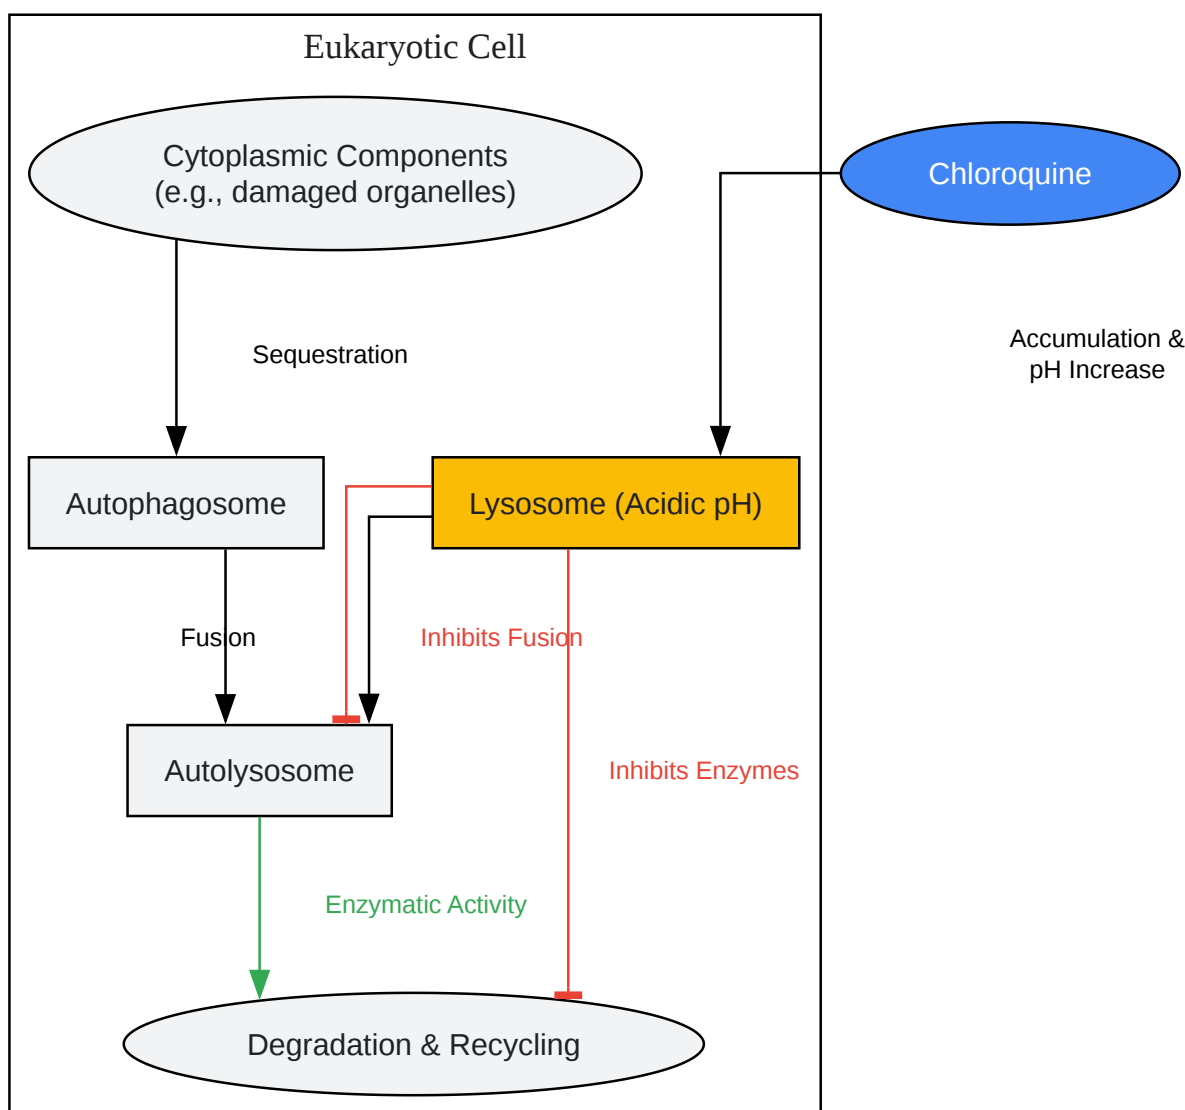 Eukaryotic Cell
Cytoplasmic Components
(e.g., damaged organelles)
Chloroquine
Sequestration
Accumulation &
pH Increase
Autophagosome
Lysosome (Acidic pH)
Fusion
Inhibits Fusion
Autolysosome
Inhibits Enzymes
Enzymatic Activity
Degradation & Recycling